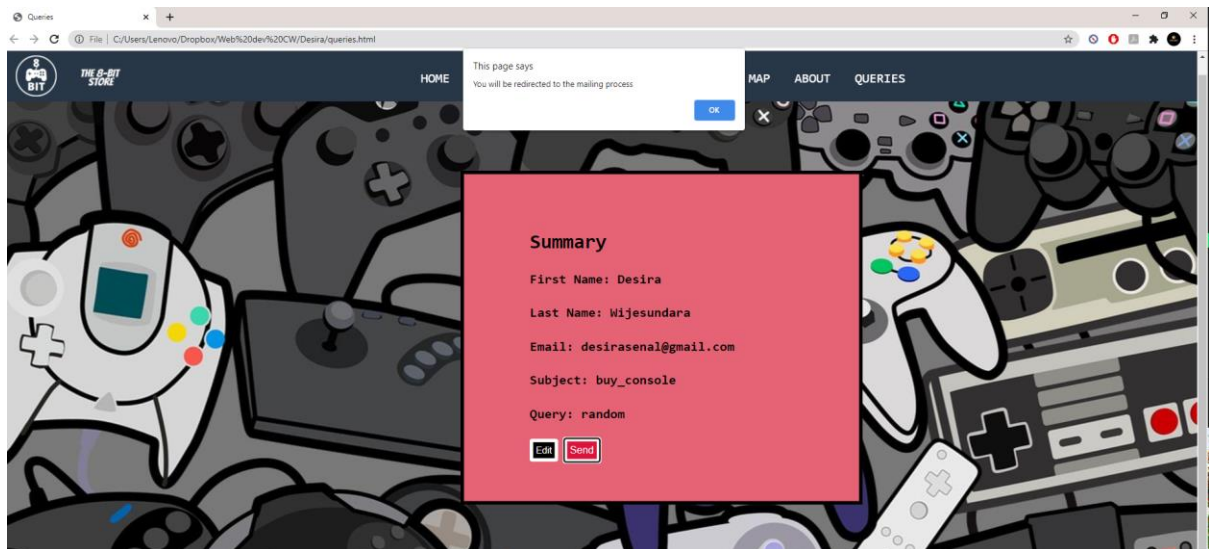 Queries
File | C:/Users/Lenovo/Dropbox/Web%20dev%20CW/Desira/queries.html
8
BIT
THE 8-BIT
STORE
HOME
MAP ABOUT QUERIES
This page says
You will be redirected to the mailing process
OK
Summary
First Name: Desira
Last Name: Wijesundara
Email: desirasenal@gmail.com
Subject: buy_console
Query: random
Edit Send